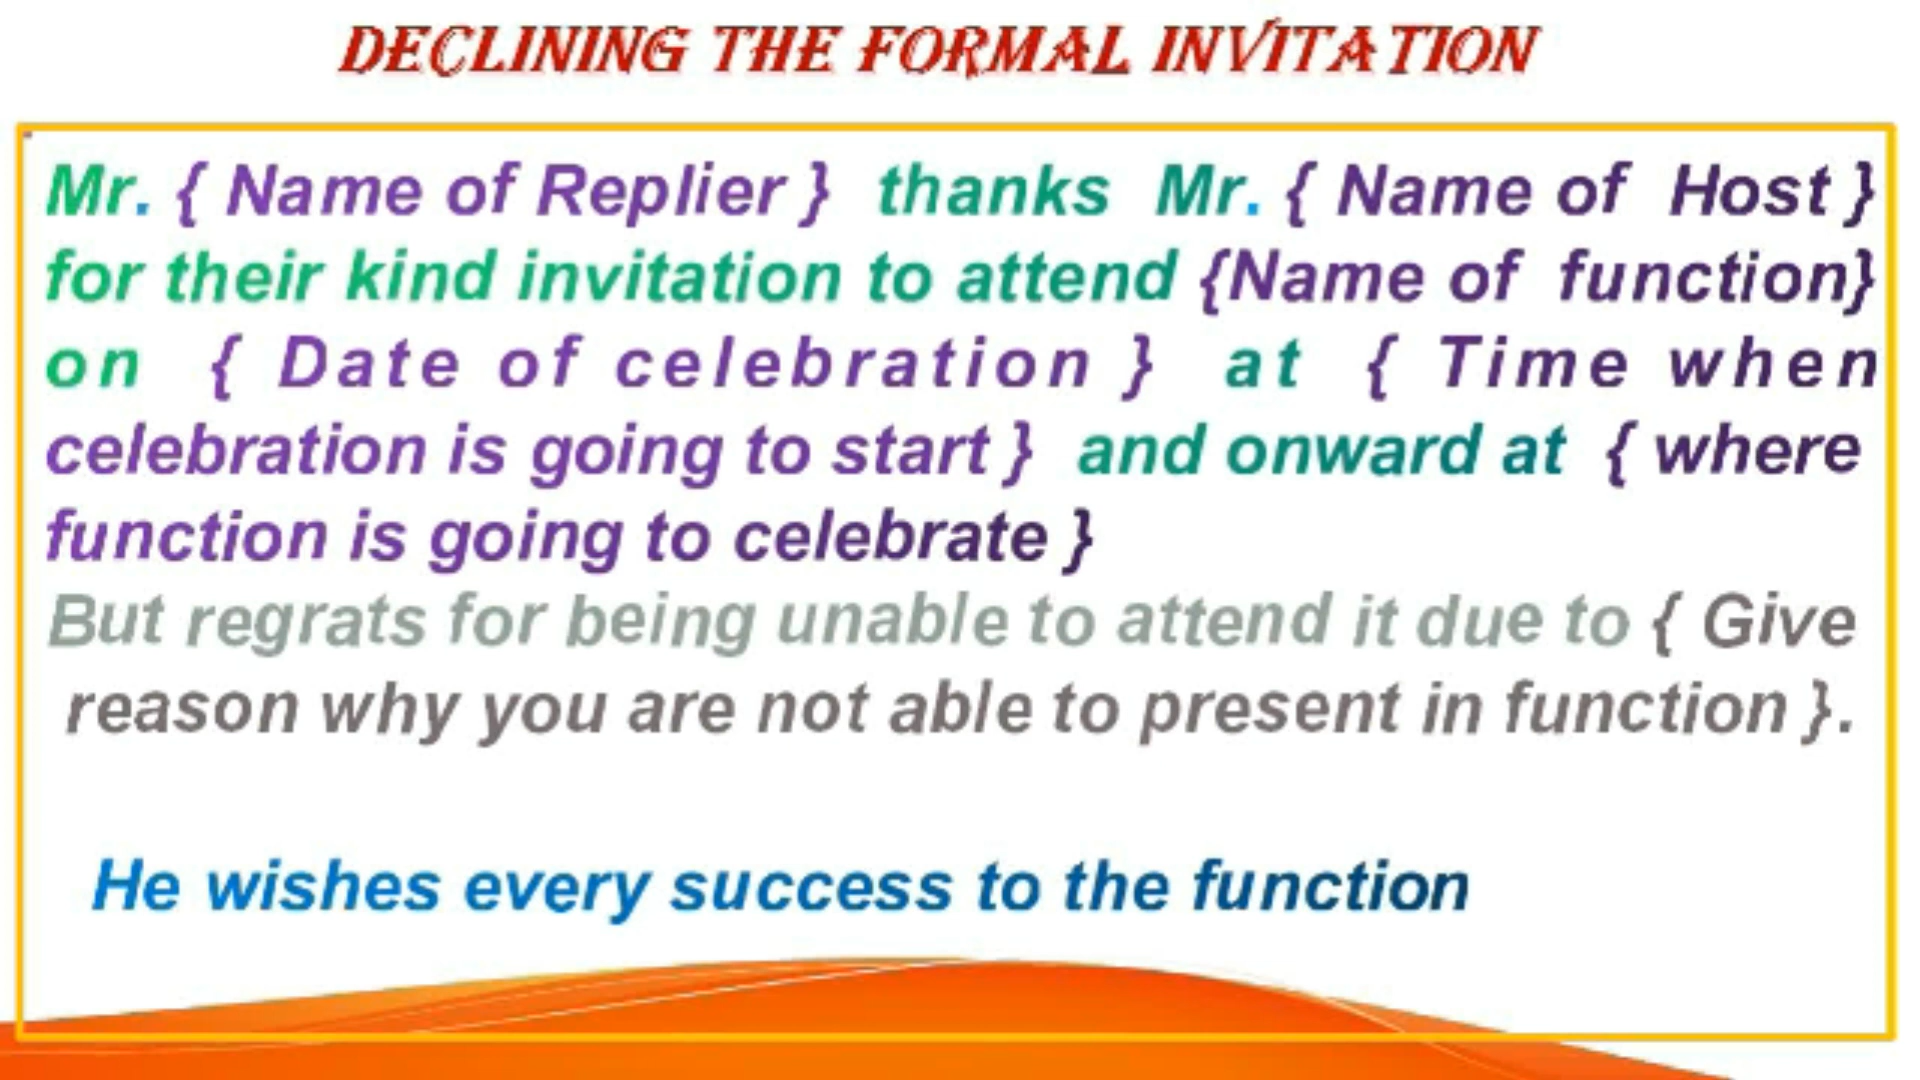 DECLINING THE FORMAL INVITATION
Mr. { Name of Replier } thanks Mr. { Name of Host }
for their kind invitation to attend {Name of function}
on { Date of celebration } at { Time when
celebration is going to start } and onward at { where
function is going to celebrate }
But regrats for being unable to attend it due to { Give
reason why you are not able to present in function }.
He wishes every success to the function